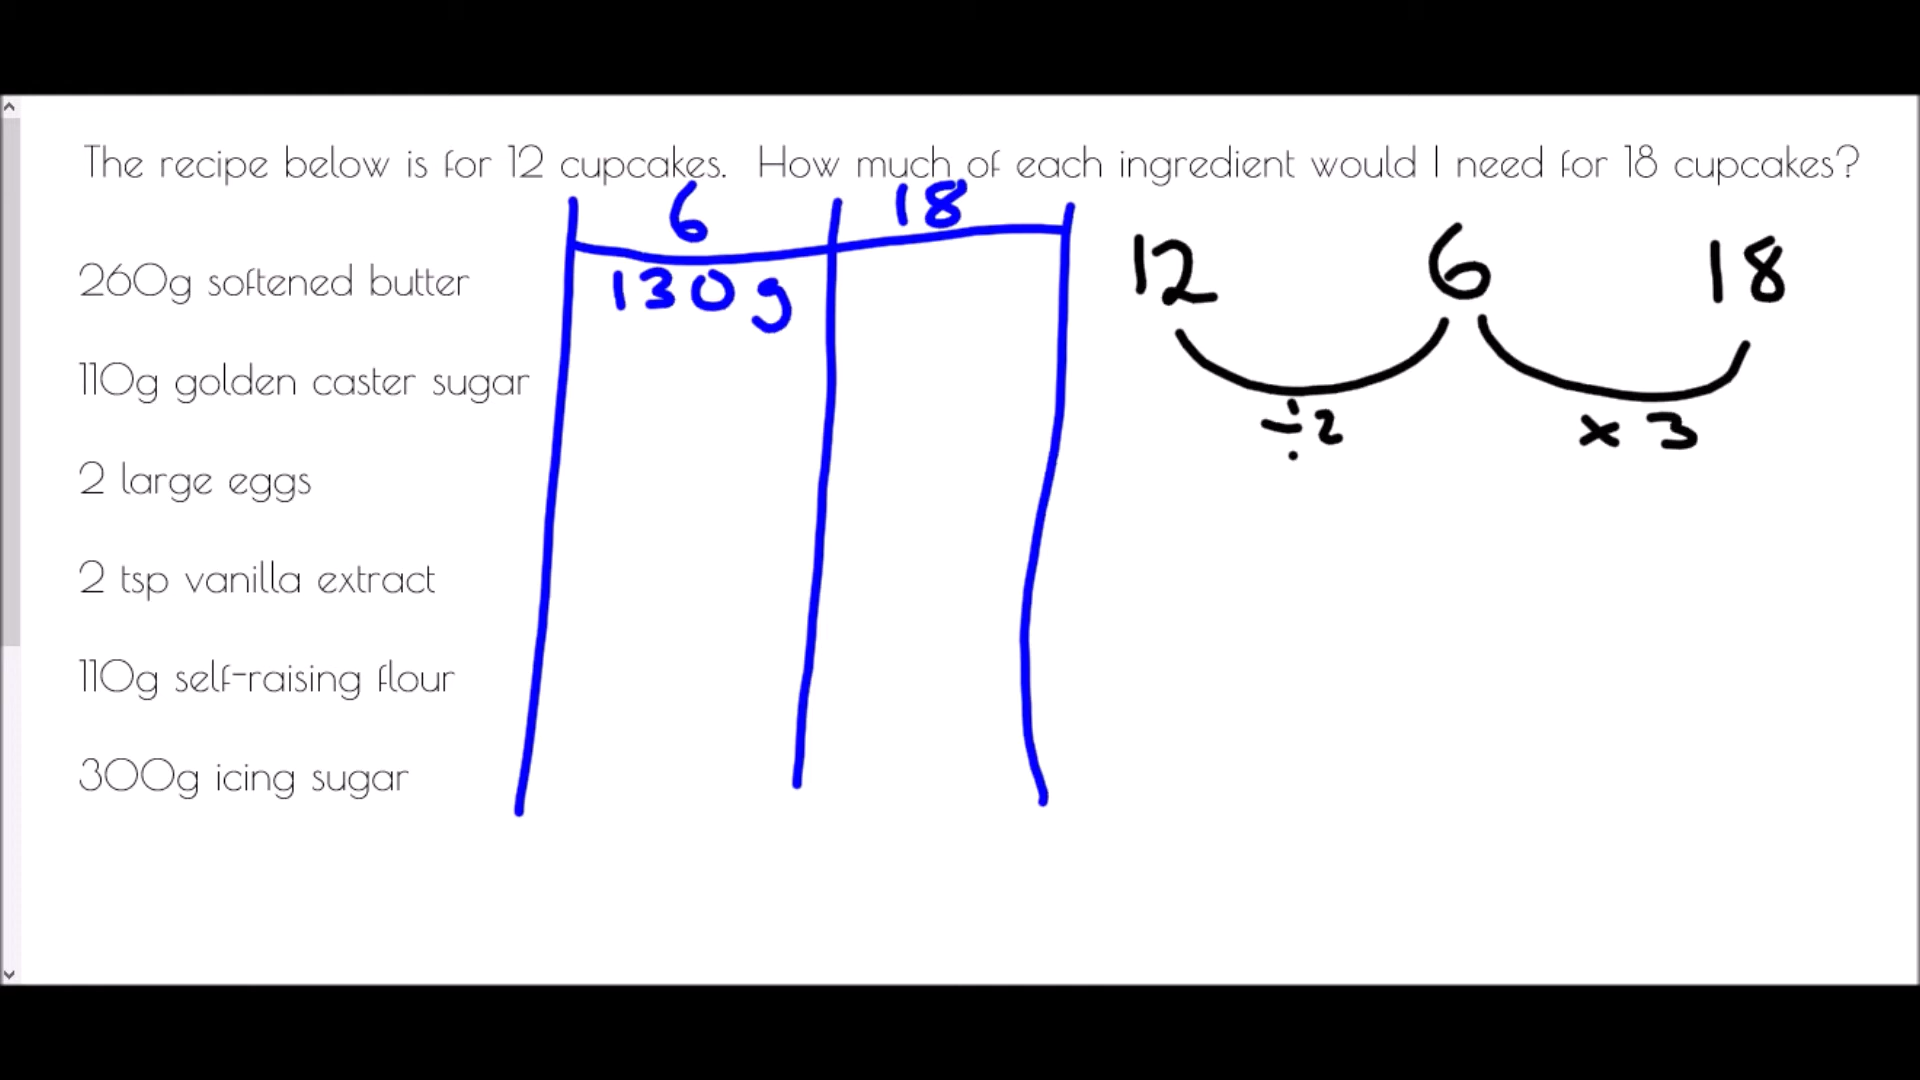 The recipe below is for 12 cupcakes. How much of each ingredient would I need for 18 cupcakes?
6 18
12 6 18
260g softened butter
130g
110g golden caster sugar
÷2 × 3
2 large eggs
2 tsp vanilla extract
110g self-raising flour
300g icing sugar